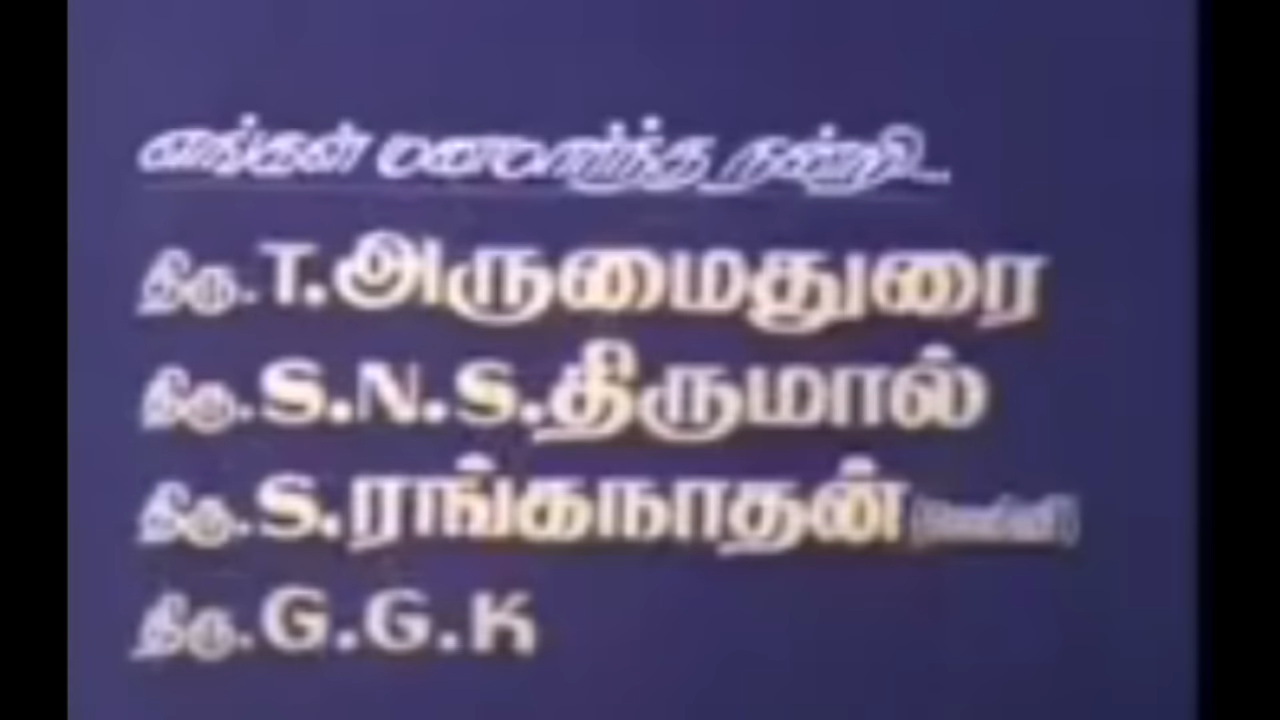 எங்கள் மனமார்ந்த நன்றி...
திரு. T. அருமைதுரை
திரு. S.N.S. திருமால்
திரு. S. ரங்கநாதன்
திரு. G.G.K